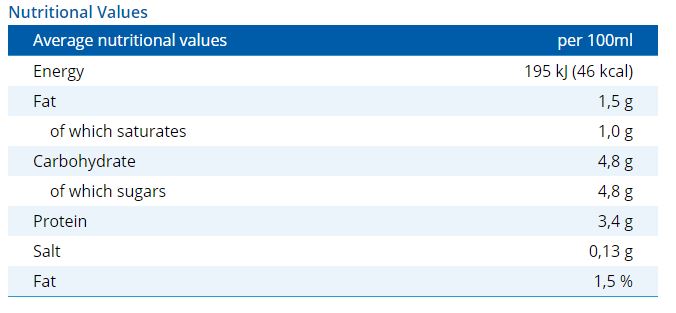 Nutritional Values
Average nutritional values per 100ml
Energy 195 kJ (46 kcal)
Fat 1,5 g
of which saturates 1,0 g
Carbohydrate 4,8 g
of which sugars 4,8 g
Protein 3,4 g
Salt 0,13 g
Fat 1,5 %